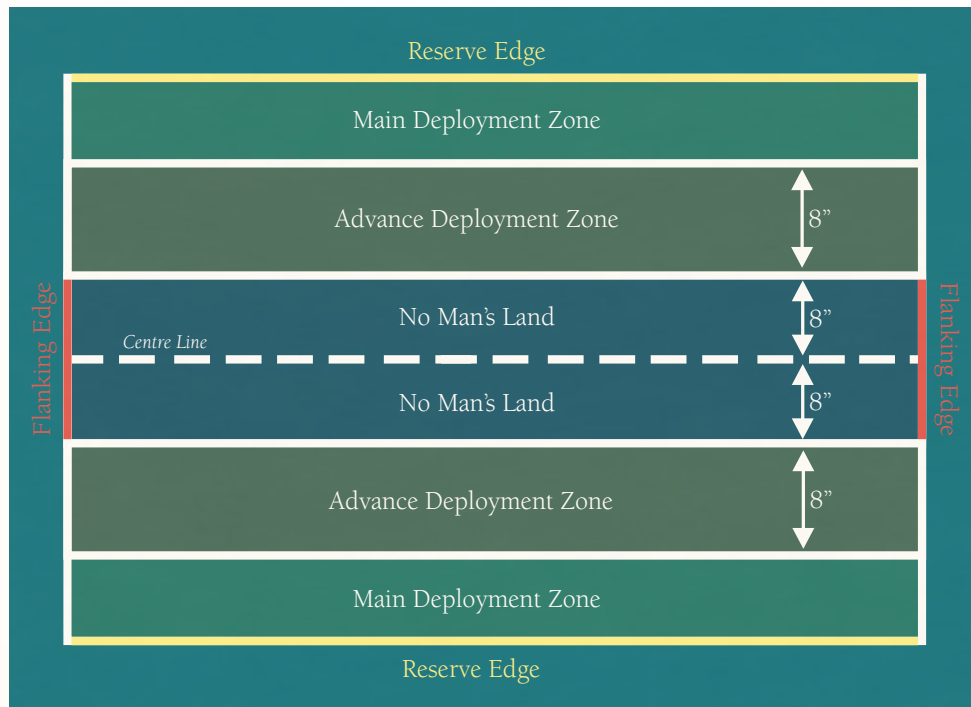 Reserve Edge
Main Deployment Zone
Advance Deployment Zone
8”
Flanking Edge
No Man’s Land
8”
Flanking Edge
Centre Line
No Man’s Land
8”
Advance Deployment Zone
8”
Main Deployment Zone
Reserve Edge